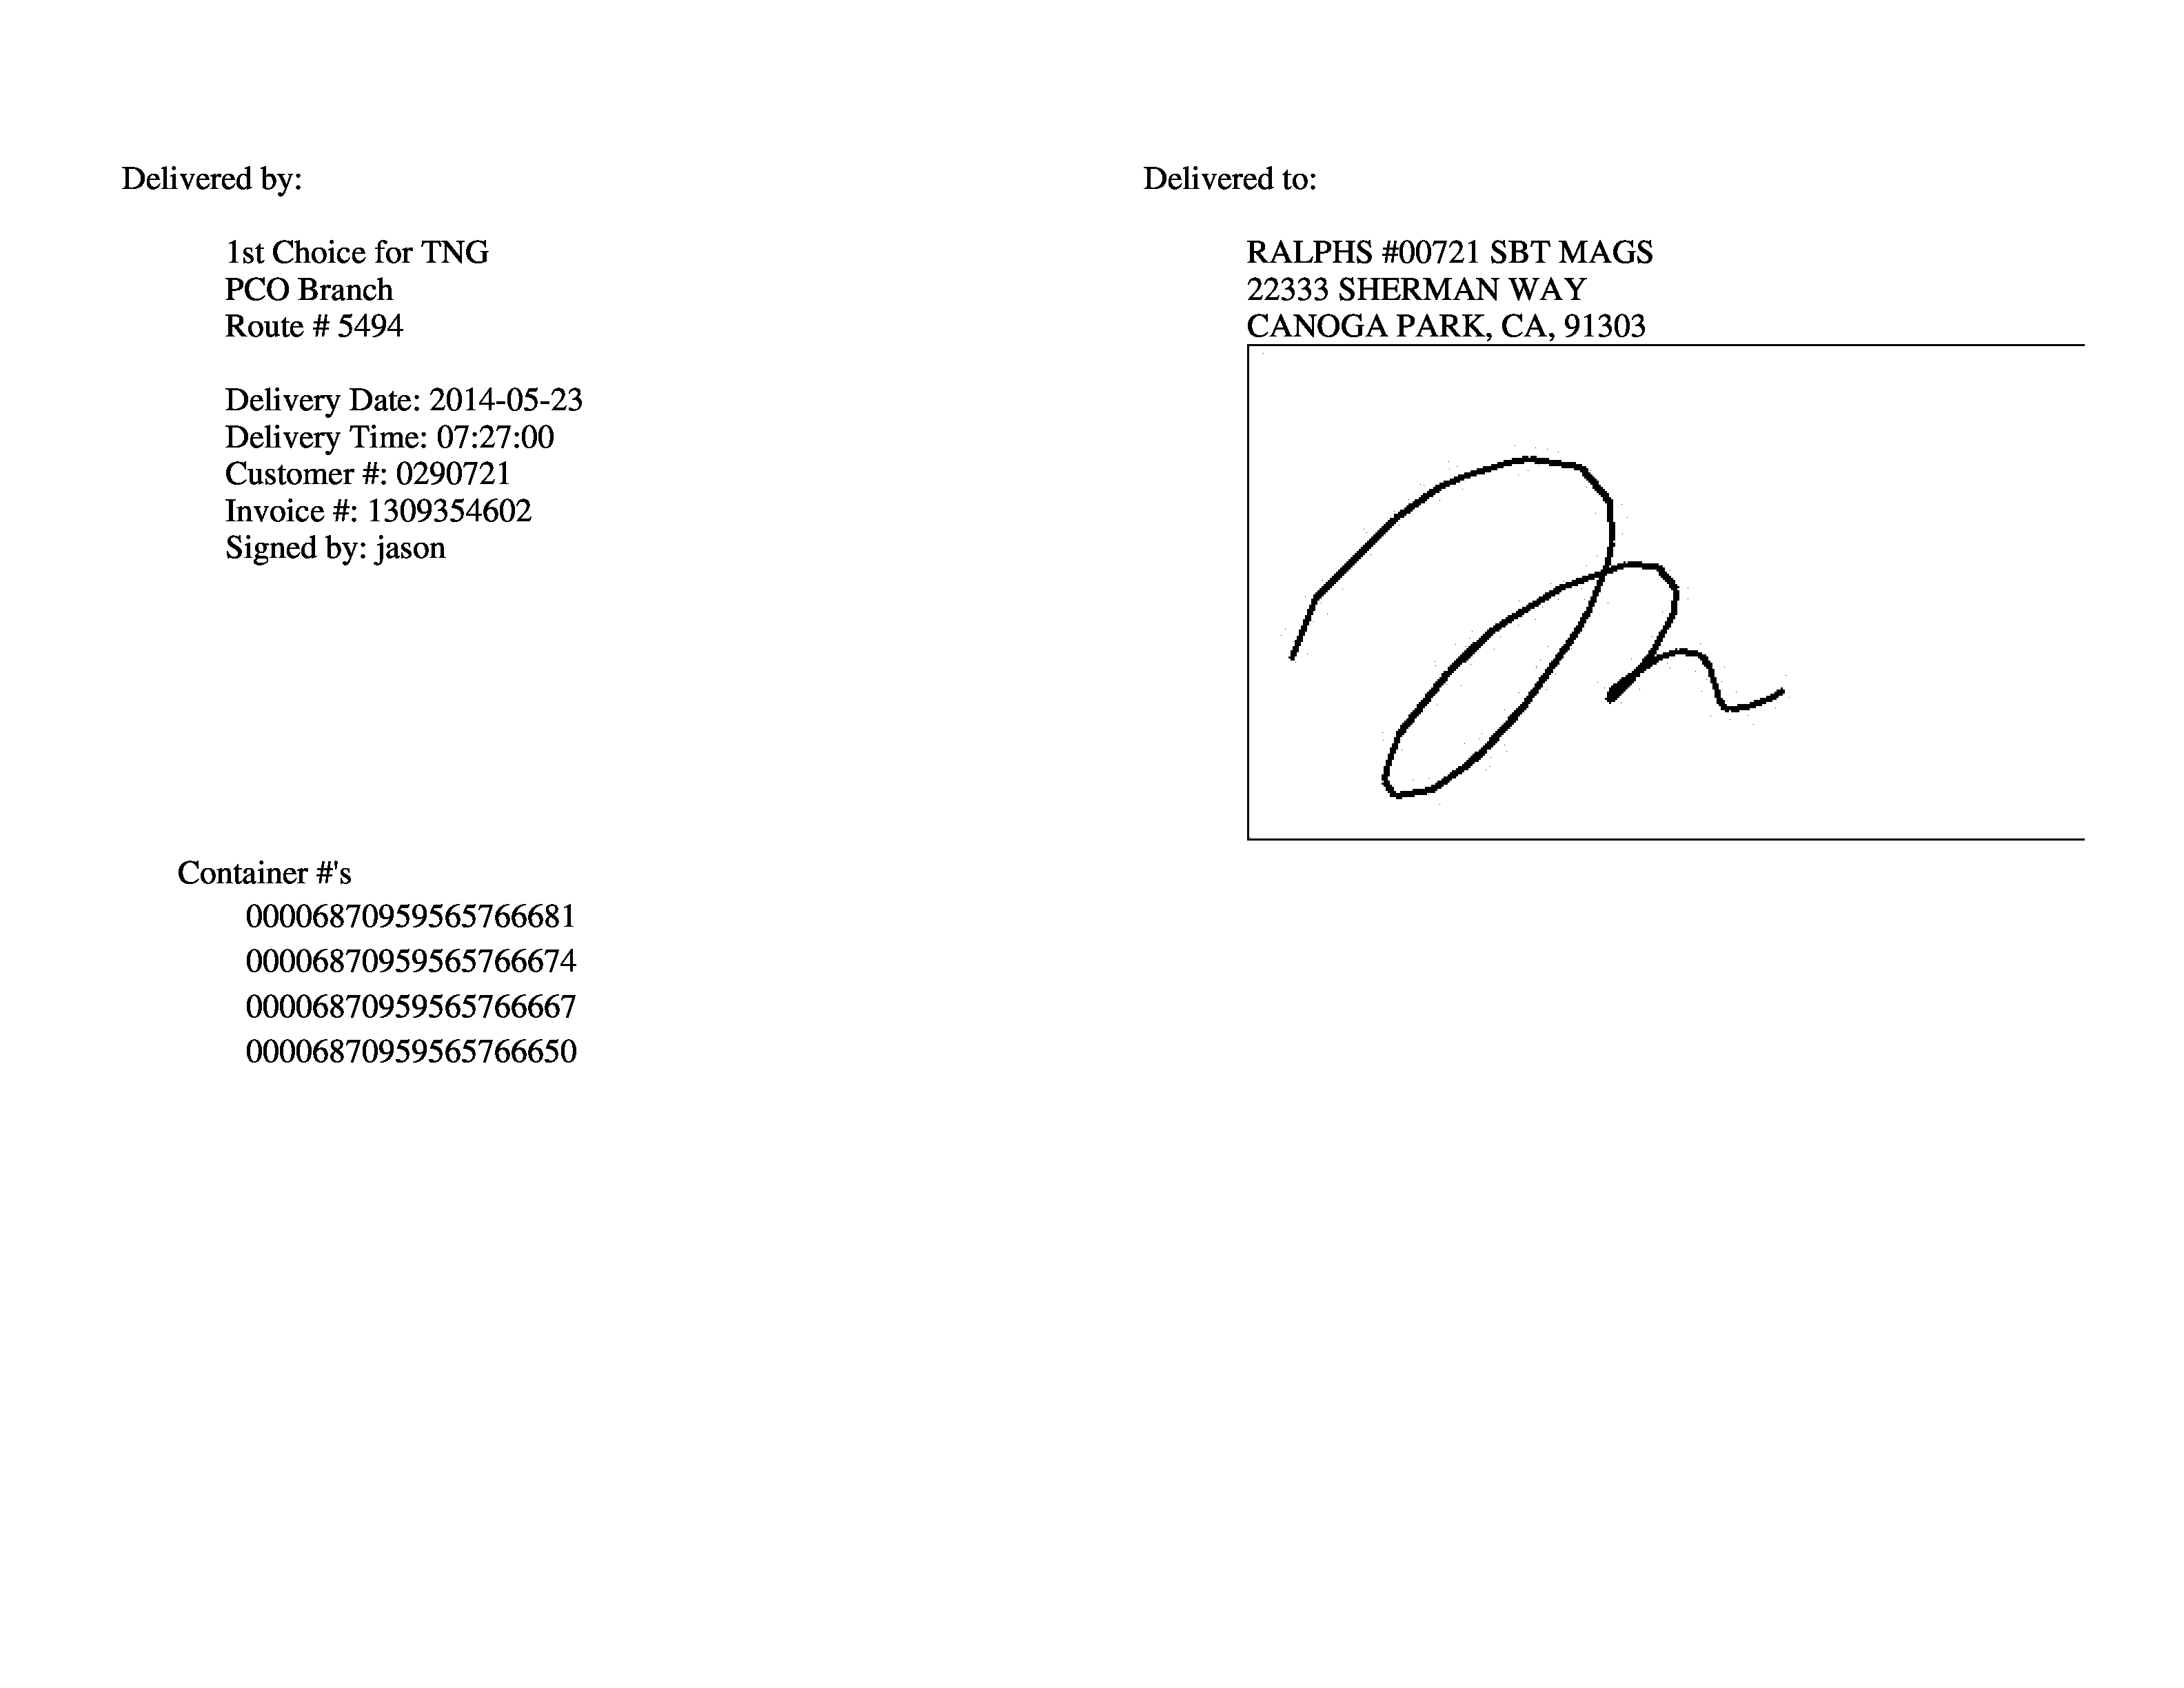 Delivered by:
1st Choice for TNG
PCO Branch
Route # 5494
Delivery Date: 2014-05-23
Delivery Time: 07:27:00
Customer #: 0290721
Invoice #: 1309354602
Signed by: jason
Delivered to:
RALPHS #00721 SBT MAGS
22333 SHERMAN WAY
CANOGA PARK, CA, 91303
Container #'s
00006870959565766681
00006870959565766674
00006870959565766667
00006870959565766650